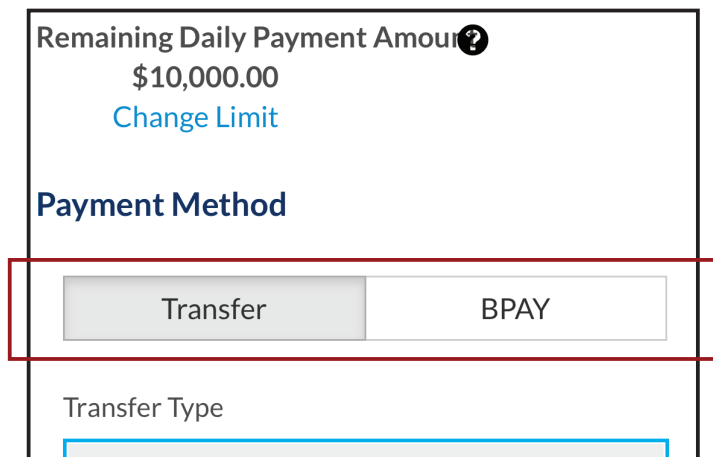 Remaining Daily Payment Amou
$10,000.00
Change Limit
Payment Method
Transfer BPAY
Transfer Type